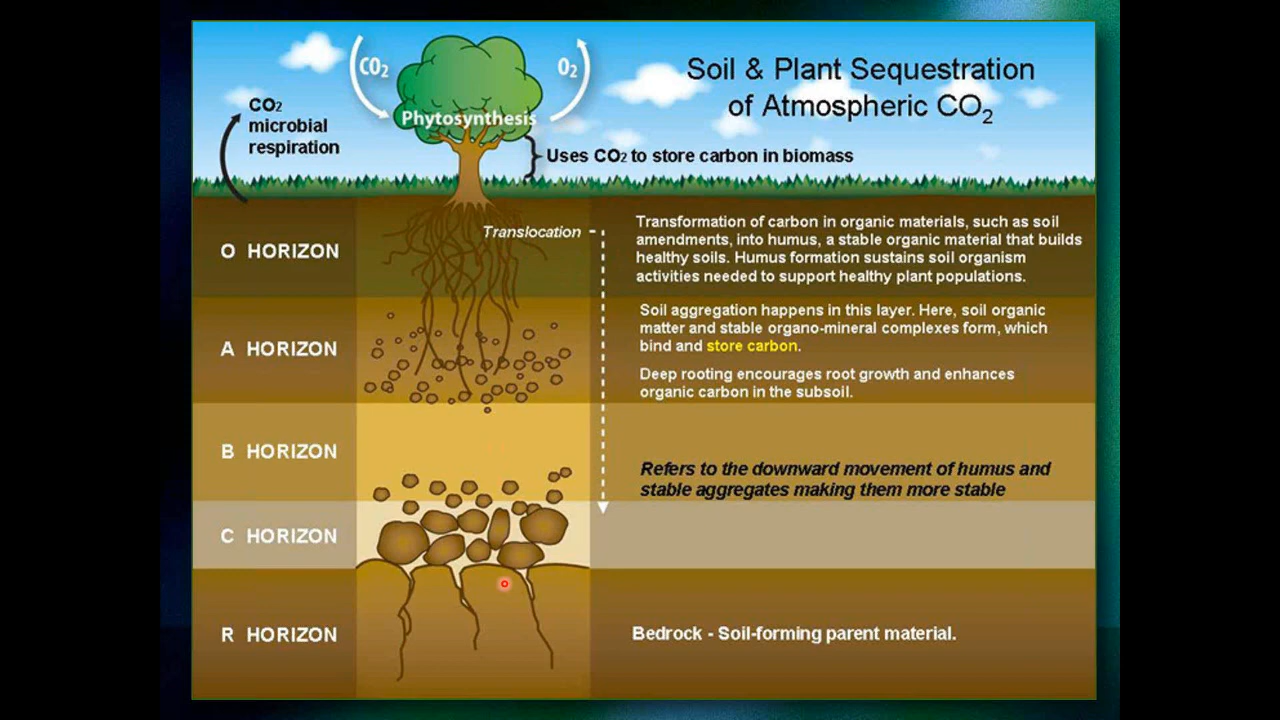 Soil & Plant Sequestration
of Atmospheric CO2
CO2
O2
Phytosynthesis
CO2
microbial
respiration
Uses CO2 to store carbon in biomass
Translocation
O HORIZON
Transformation of carbon in organic materials, such as soil
amendments, into humus, a stable organic material that builds
healthy soils. Humus formation sustains soil organism
activities needed to support healthy plant populations.
A HORIZON
Soil aggregation happens in this layer. Here, soil organic
matter and stable organo-mineral complexes form, which
bind and store carbon.
Deep rooting encourages root growth and enhances
organic carbon in the subsoil.
B HORIZON
Refers to the downward movement of humus and
stable aggregates making them more stable
C HORIZON
R HORIZON
Bedrock - Soil-forming parent material.